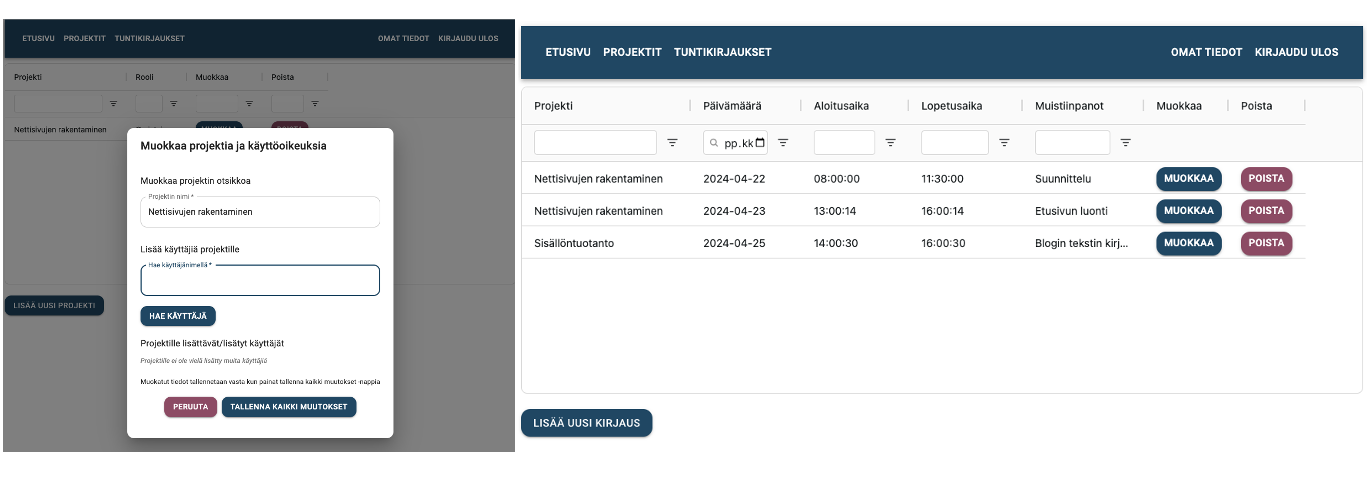 ETUSIVU PROJEKTIT TUNTIKIRJAUKSET OMAT TIEDOT KIRJAUDU ULOS
Projekti Rooli Muokkaa Poista
Nettisivujen rakentaminen
Muokkaa projektia ja käyttöoikeuksia
Muokkaa projektin otsikkoa
Projektin nimi *
Nettisivujen rakentaminen
Lisää käyttäjiä projektille
Hae käyttäjänimellä *
HAE KÄYTTÄJÄ
Projektille lisättävät/lisätyt käyttäjät
Projektille ei ole vielä lisätty muita käyttäjiä
Muokatut tiedot tallennetaan vasta kun painat tallenna kaikki muutokset -nappia
PERUUTA TALLENNA KAIKKI MUUTOKSET
LISÄÄ UUSI PROJEKTI
ETUSIVU PROJEKTIT TUNTIKIRJAUKSET OMAT TIEDOT KIRJAUDU ULOS
Projekti Päivämäärä Aloitusaika Lopetusaika Muistiinpanot Muokkaa Poista
pp.kk
Nettisivujen rakentaminen 2024-04-22 08:00:00 11:30:00 Suunnittelu MUOKKAA POISTA
Nettisivujen rakentaminen 2024-04-23 13:00:14 16:00:14 Etusivun luonti MUOKKAA POISTA
Sisällöntuotanto 2024-04-25 14:00:30 16:00:30 Blogin tekstin kirj... MUOKKAA POISTA
LISÄÄ UUSI KIRJAUS